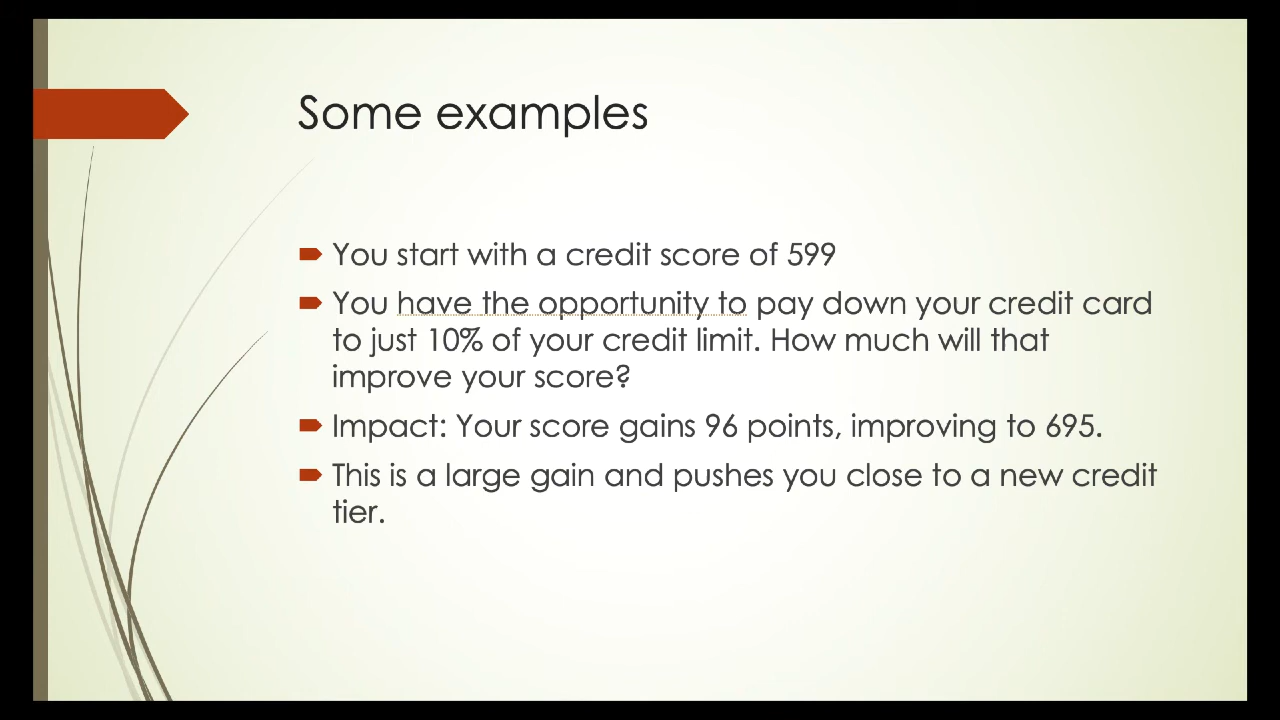 Some examples
You start with a credit score of 599
You have the opportunity to pay down your credit card
to just 10% of your credit limit. How much will that
improve your score?
Impact: Your score gains 96 points, improving to 695.
This is a large gain and pushes you close to a new credit
tier.